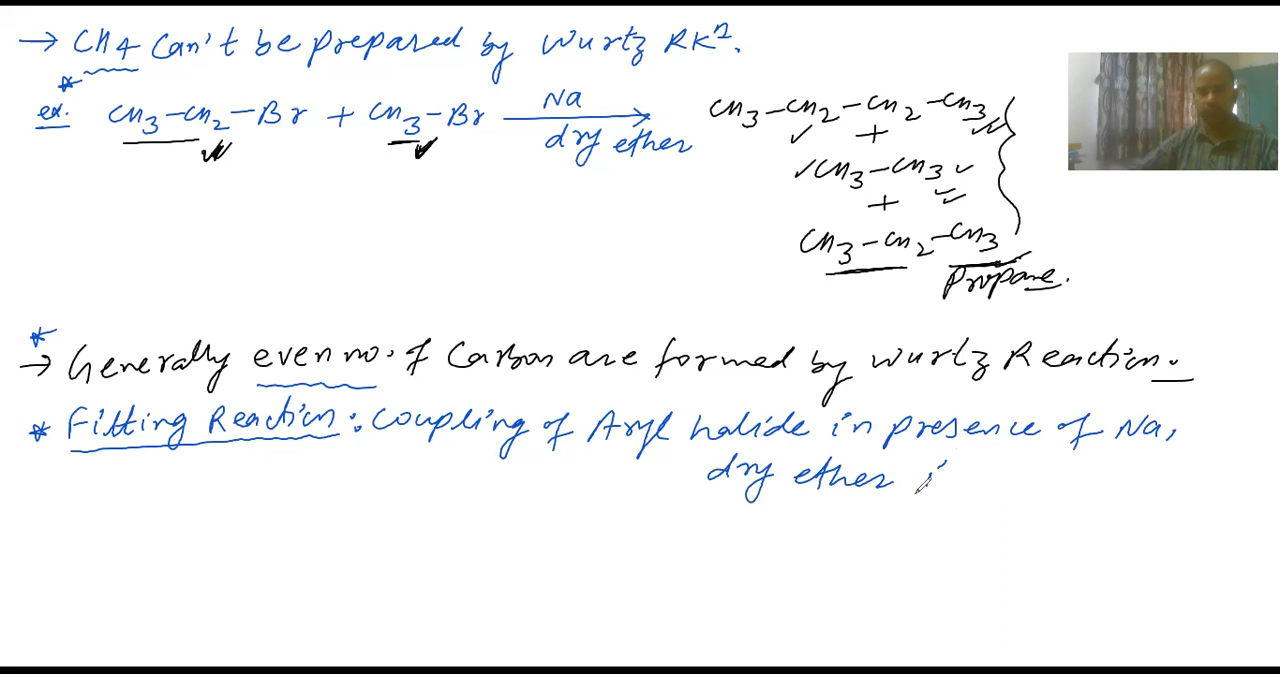 → CH4 Can't be prepared by Wurtz RXⁿ.
ex. CH3-CH2-Br + CH3-Br Na dry ether CH3-CH2-CH2-CH3
+
CH3-CH3
+
CH3-CH2-CH3
Propane.
→ Generally even no. of Carbon are formed by Wurtz Reaction.
* Fitting Reaction: Coupling of Aryl halide in presence of Na,
dry ether i